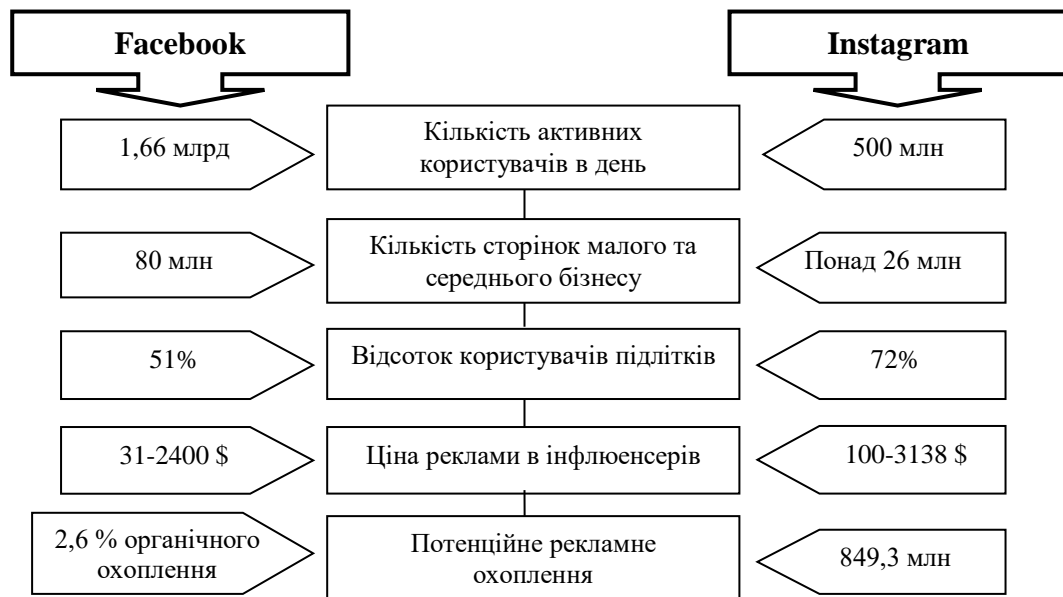 Facebook
Instagram
1,66 млрд
Кількість активних
користувачів в день
500 млн
80 млн
Кількість сторінок малого та
середнього бізнесу
Понад 26 млн
51%
Відсоток користувачів підлітків
72%
31-2400 $
Ціна реклами в інфлюенсерів
100-3138 $
2,6 % органічного
охоплення
Потенційне рекламне
охоплення
849,3 млн